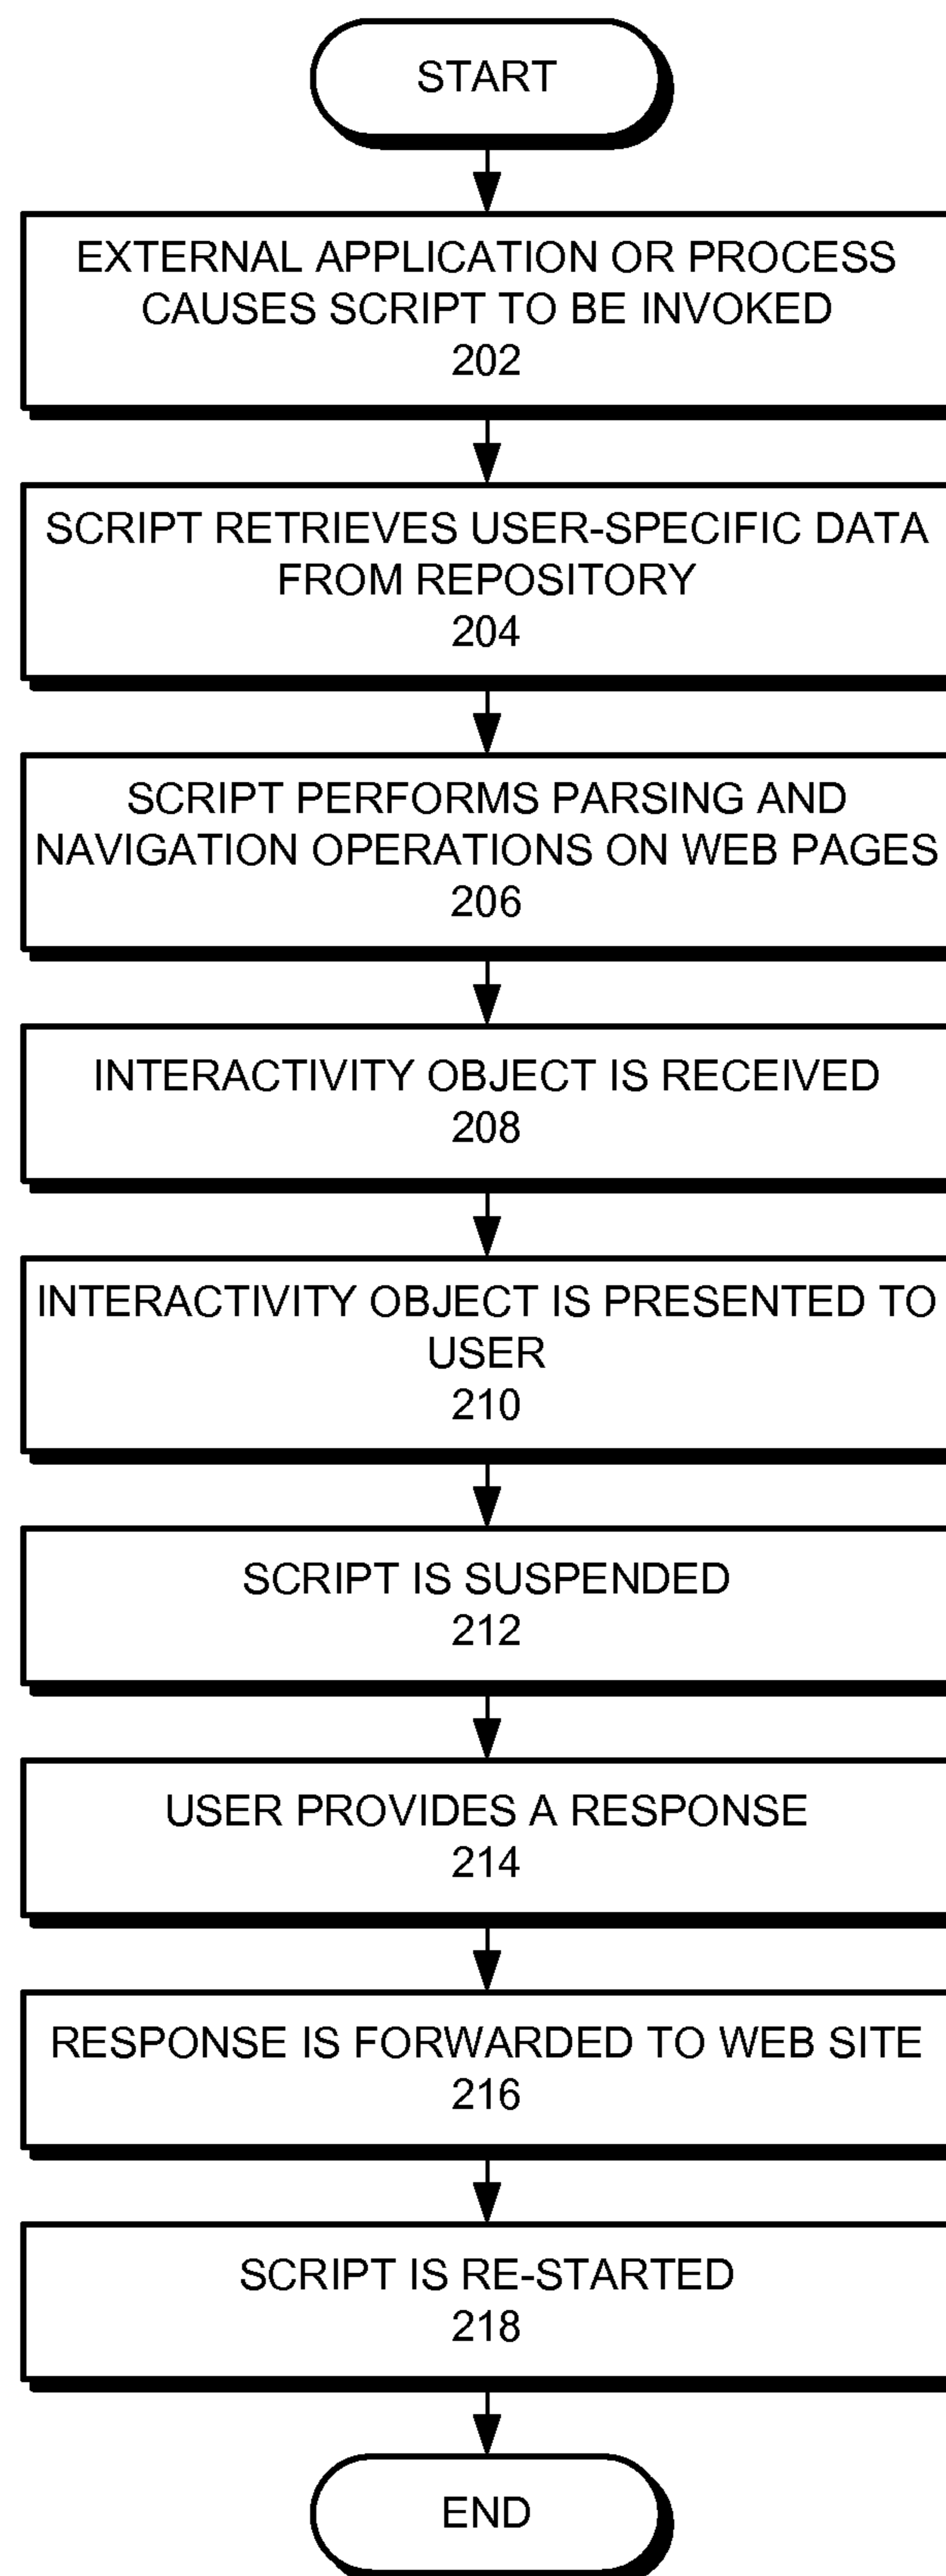 START
EXTERNAL APPLICATION OR PROCESS
CAUSES SCRIPT TO BE INVOKED
202
SCRIPT RETRIEVES USER-SPECIFIC DATA
FROM REPOSITORY
204
SCRIPT PERFORMS PARSING AND
NAVIGATION OPERATIONS ON WEB PAGES
206
INTERACTIVITY OBJECT IS RECEIVED
208
INTERACTIVITY OBJECT IS PRESENTED TO
USER
210
SCRIPT IS SUSPENDED
212
USER PROVIDES A RESPONSE
214
RESPONSE IS FORWARDED TO WEB SITE
216
SCRIPT IS RE-STARTED
218
END